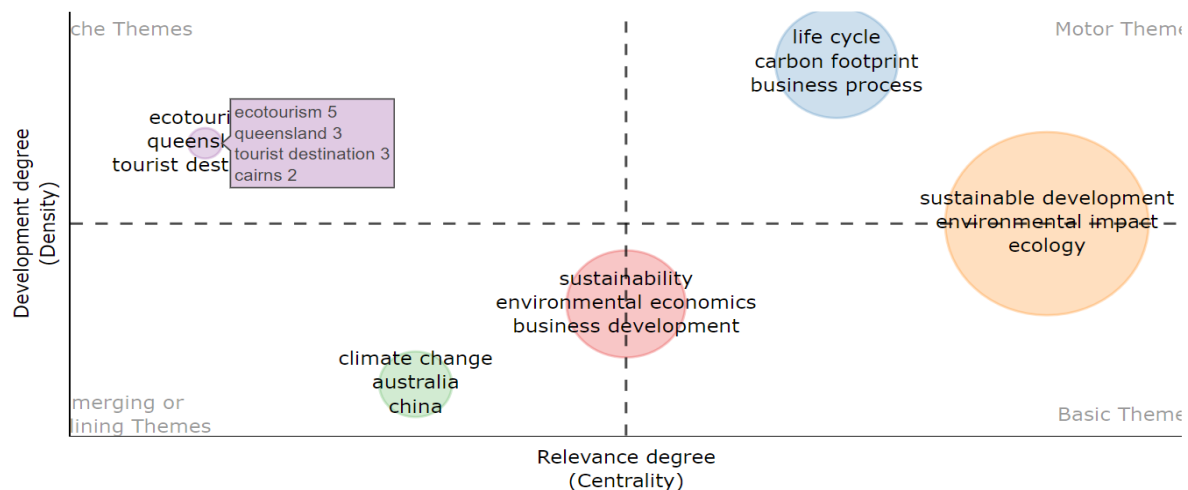 che Themes
Motor Theme
life cycle
carbon footprint
business process
ecotouri
queensl
tourist dest
ecotourism 5
queensland 3
tourist destination 3
cairns 2
sustainable development
environmental impact
ecology
sustainability
environmental economics
business development
climate change
australia
china
merging or
lining Themes
Basic Theme
Development degree
(Density)
Relevance degree
(Centrality)